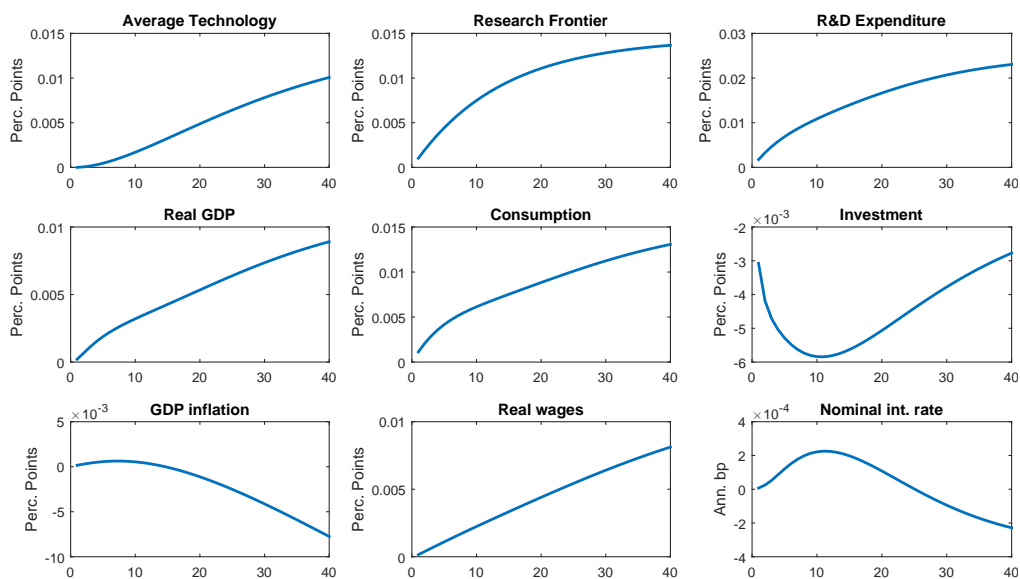 Average Technology
Perc. Points
0.015
0.01
0.005
0
0 10 20 30 40
Research Frontier
Perc. Points
0.015
0.01
0.005
0
0 10 20 30 40
R&D Expenditure
Perc. Points
0.03
0.02
0.01
0
0 10 20 30 40
Real GDP
Perc. Points
0.01
0.005
0
0 10 20 30 40
Consumption
Perc. Points
0.015
0.01
0.005
0
0 10 20 30 40
Investment
×10⁻³
Perc. Points
-2
-3
-4
-5
-6
0 10 20 30 40
GDP inflation
×10⁻³
Perc. Points
5
0
-5
-10
0 10 20 30 40
Real wages
Perc. Points
0.01
0.005
0
0 10 20 30 40
Nominal int. rate
×10⁻⁴
Ann. bp
4
2
0
-2
-4
0 10 20 30 40